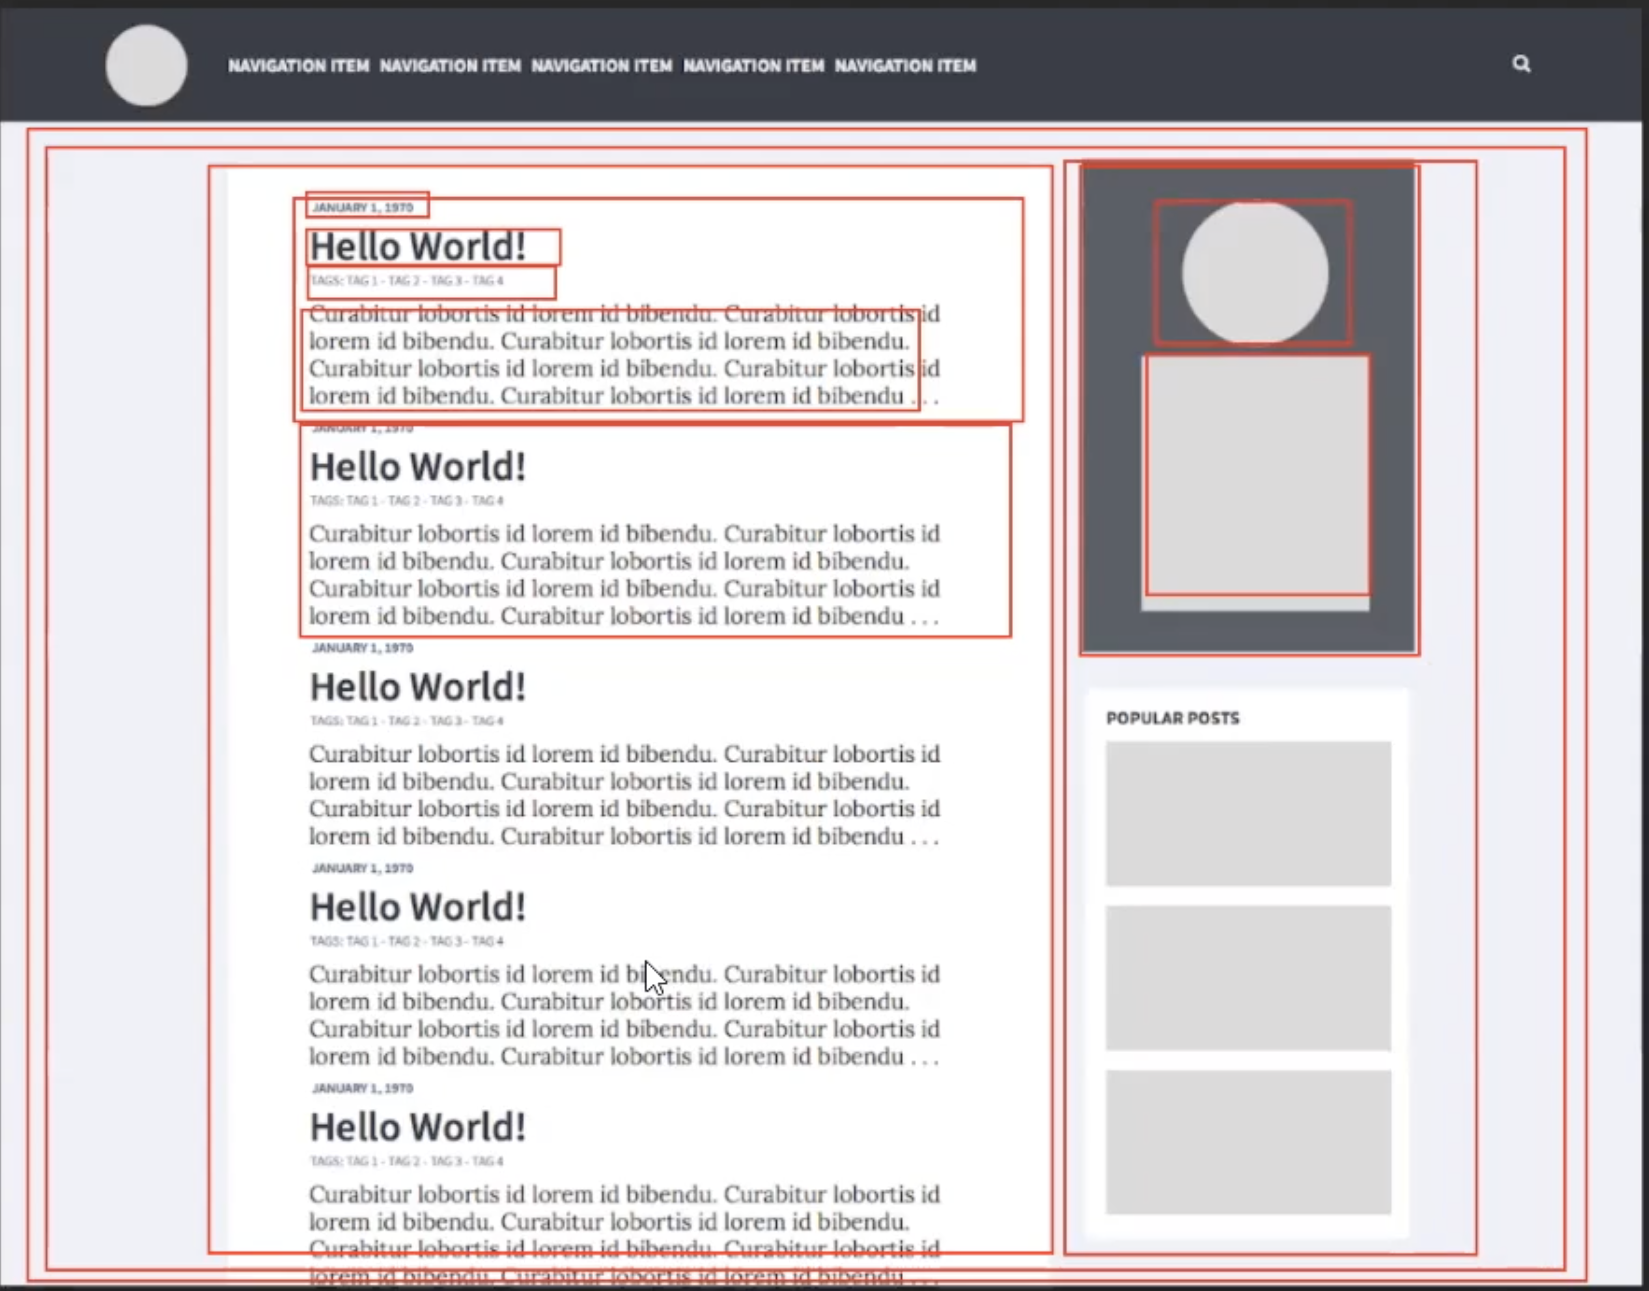 NAVIGATION ITEM NAVIGATION ITEM NAVIGATION ITEM NAVIGATION ITEM NAVIGATION ITEM
JANUARY 1, 1970
Hello World!
TAGS: TAG 1 - TAG 2 - TAG 3 - TAG 4
Curabitur lobortis id lorem id bibendu. Curabitur lobortis id
lorem id bibendu. Curabitur lobortis id lorem id bibendu.
Curabitur lobortis id lorem id bibendu. Curabitur lobortis id
lorem id bibendu. Curabitur lobortis id lorem id bibendu . . .
JANUARY 1, 1970
Hello World!
TAGS: TAG 1 - TAG 2 - TAG 3 - TAG 4
Curabitur lobortis id lorem id bibendu. Curabitur lobortis id
lorem id bibendu. Curabitur lobortis id lorem id bibendu.
Curabitur lobortis id lorem id bibendu. Curabitur lobortis id
lorem id bibendu. Curabitur lobortis id lorem id bibendu . . .
JANUARY 1, 1970
Hello World!
TAGS: TAG 1 - TAG 2 - TAG 3 - TAG 4
Curabitur lobortis id lorem id bibendu. Curabitur lobortis id
lorem id bibendu. Curabitur lobortis id lorem id bibendu.
Curabitur lobortis id lorem id bibendu. Curabitur lobortis id
lorem id bibendu. Curabitur lobortis id lorem id bibendu . . .
JANUARY 1, 1970
Hello World!
TAGS: TAG 1 - TAG 2 - TAG 3 - TAG 4
Curabitur lobortis id lorem id bibendu. Curabitur lobortis id
lorem id bibendu. Curabitur lobortis id lorem id bibendu.
Curabitur lobortis id lorem id bibendu. Curabitur lobortis id
lorem id bibendu. Curabitur lobortis id lorem id bibendu . . .
JANUARY 1, 1970
Hello World!
TAGS: TAG 1 - TAG 2 - TAG 3 - TAG 4
Curabitur lobortis id lorem id bibendu. Curabitur lobortis id
lorem id bibendu. Curabitur lobortis id lorem id bibendu.
Curabitur lobortis id lorem id bibendu. Curabitur lobortis id
lorem id bibendu. Curabitur lobortis id lorem id bibendu . . .
POPULAR POSTS